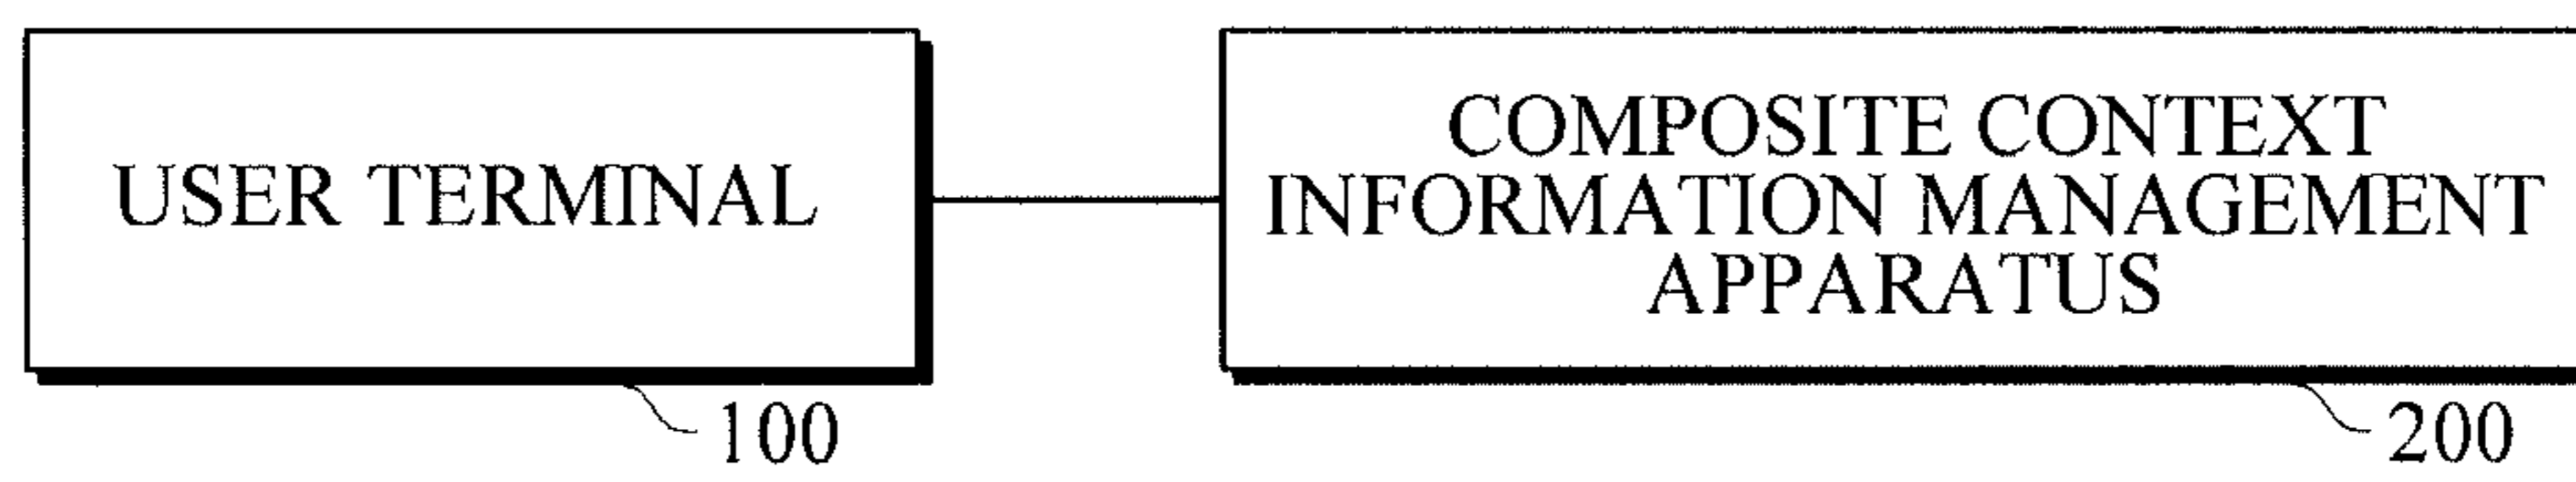 USER TERMINAL
100
COMPOSITE CONTEXT
INFORMATION MANAGEMENT
APPARATUS
200